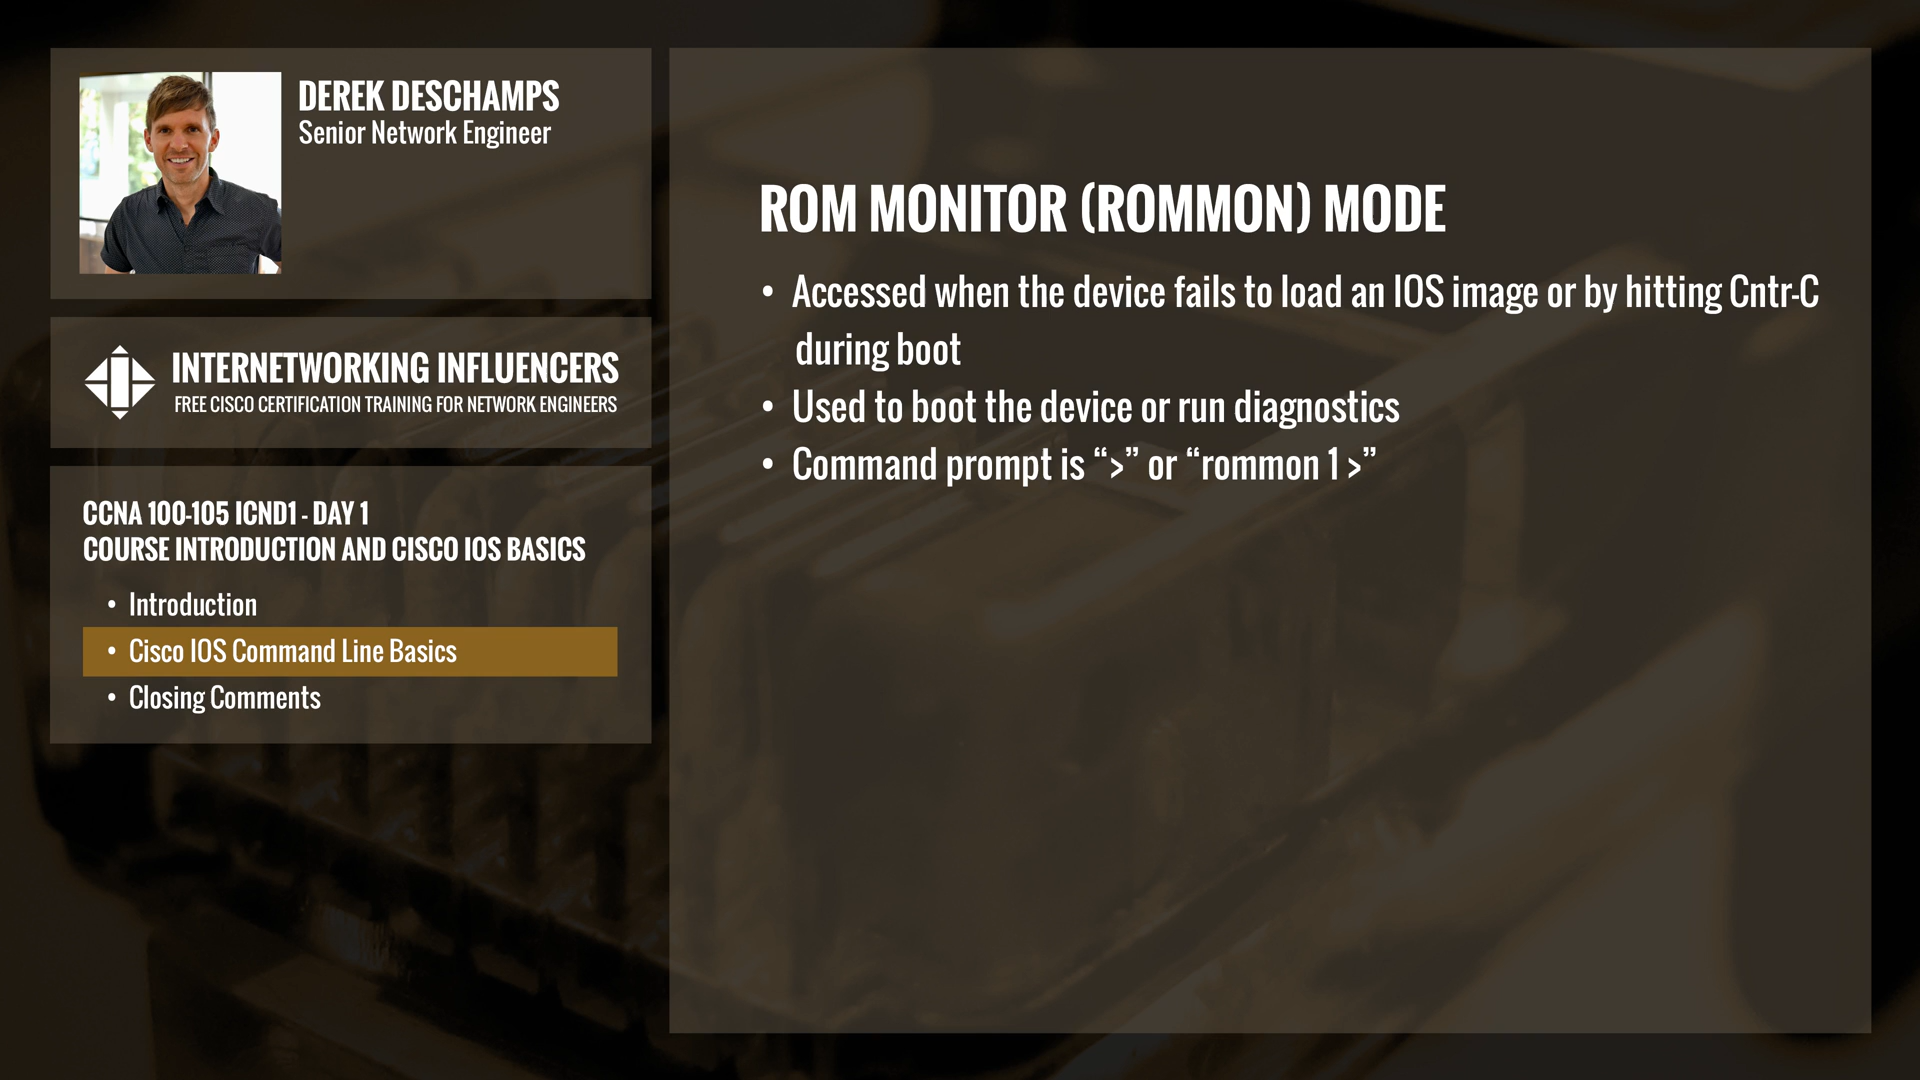 DEREK DESCHAMPS
Senior Network Engineer
INTERNETWORKING INFLUENCERS
FREE CISCO CERTIFICATION TRAINING FOR NETWORK ENGINEERS
CCNA 100-105 ICND1 - DAY 1
COURSE INTRODUCTION AND CISCO IOS BASICS
• Introduction
• Cisco IOS Command Line Basics
• Closing Comments
ROM MONITOR (ROMMON) MODE
• Accessed when the device fails to load an IOS image or by hitting Cntr-C
during boot
• Used to boot the device or run diagnostics
• Command prompt is “>” or “rommon 1 >”